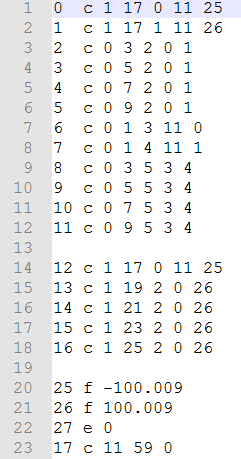 1 0 c 1 17 0 11 25
2 1 c 1 17 1 11 26
3 2 c 0 3 2 0 1
4 3 c 0 5 2 0 1
5 4 c 0 7 2 0 1
6 5 c 0 9 2 0 1
7 6 c 0 1 3 11 0
8 7 c 0 1 4 11 1
9 8 c 0 3 5 3 4
10 9 c 0 5 5 3 4
11 10 c 0 7 5 3 4
12 11 c 0 9 5 3 4
13
14 12 c 1 17 0 11 25
15 13 c 1 19 2 0 26
16 14 c 1 21 2 0 26
17 15 c 1 23 2 0 26
18 16 c 1 25 2 0 26
19
20 25 f -100.009
21 26 f 100.009
22 27 e 0
23 17 c 11 59 0